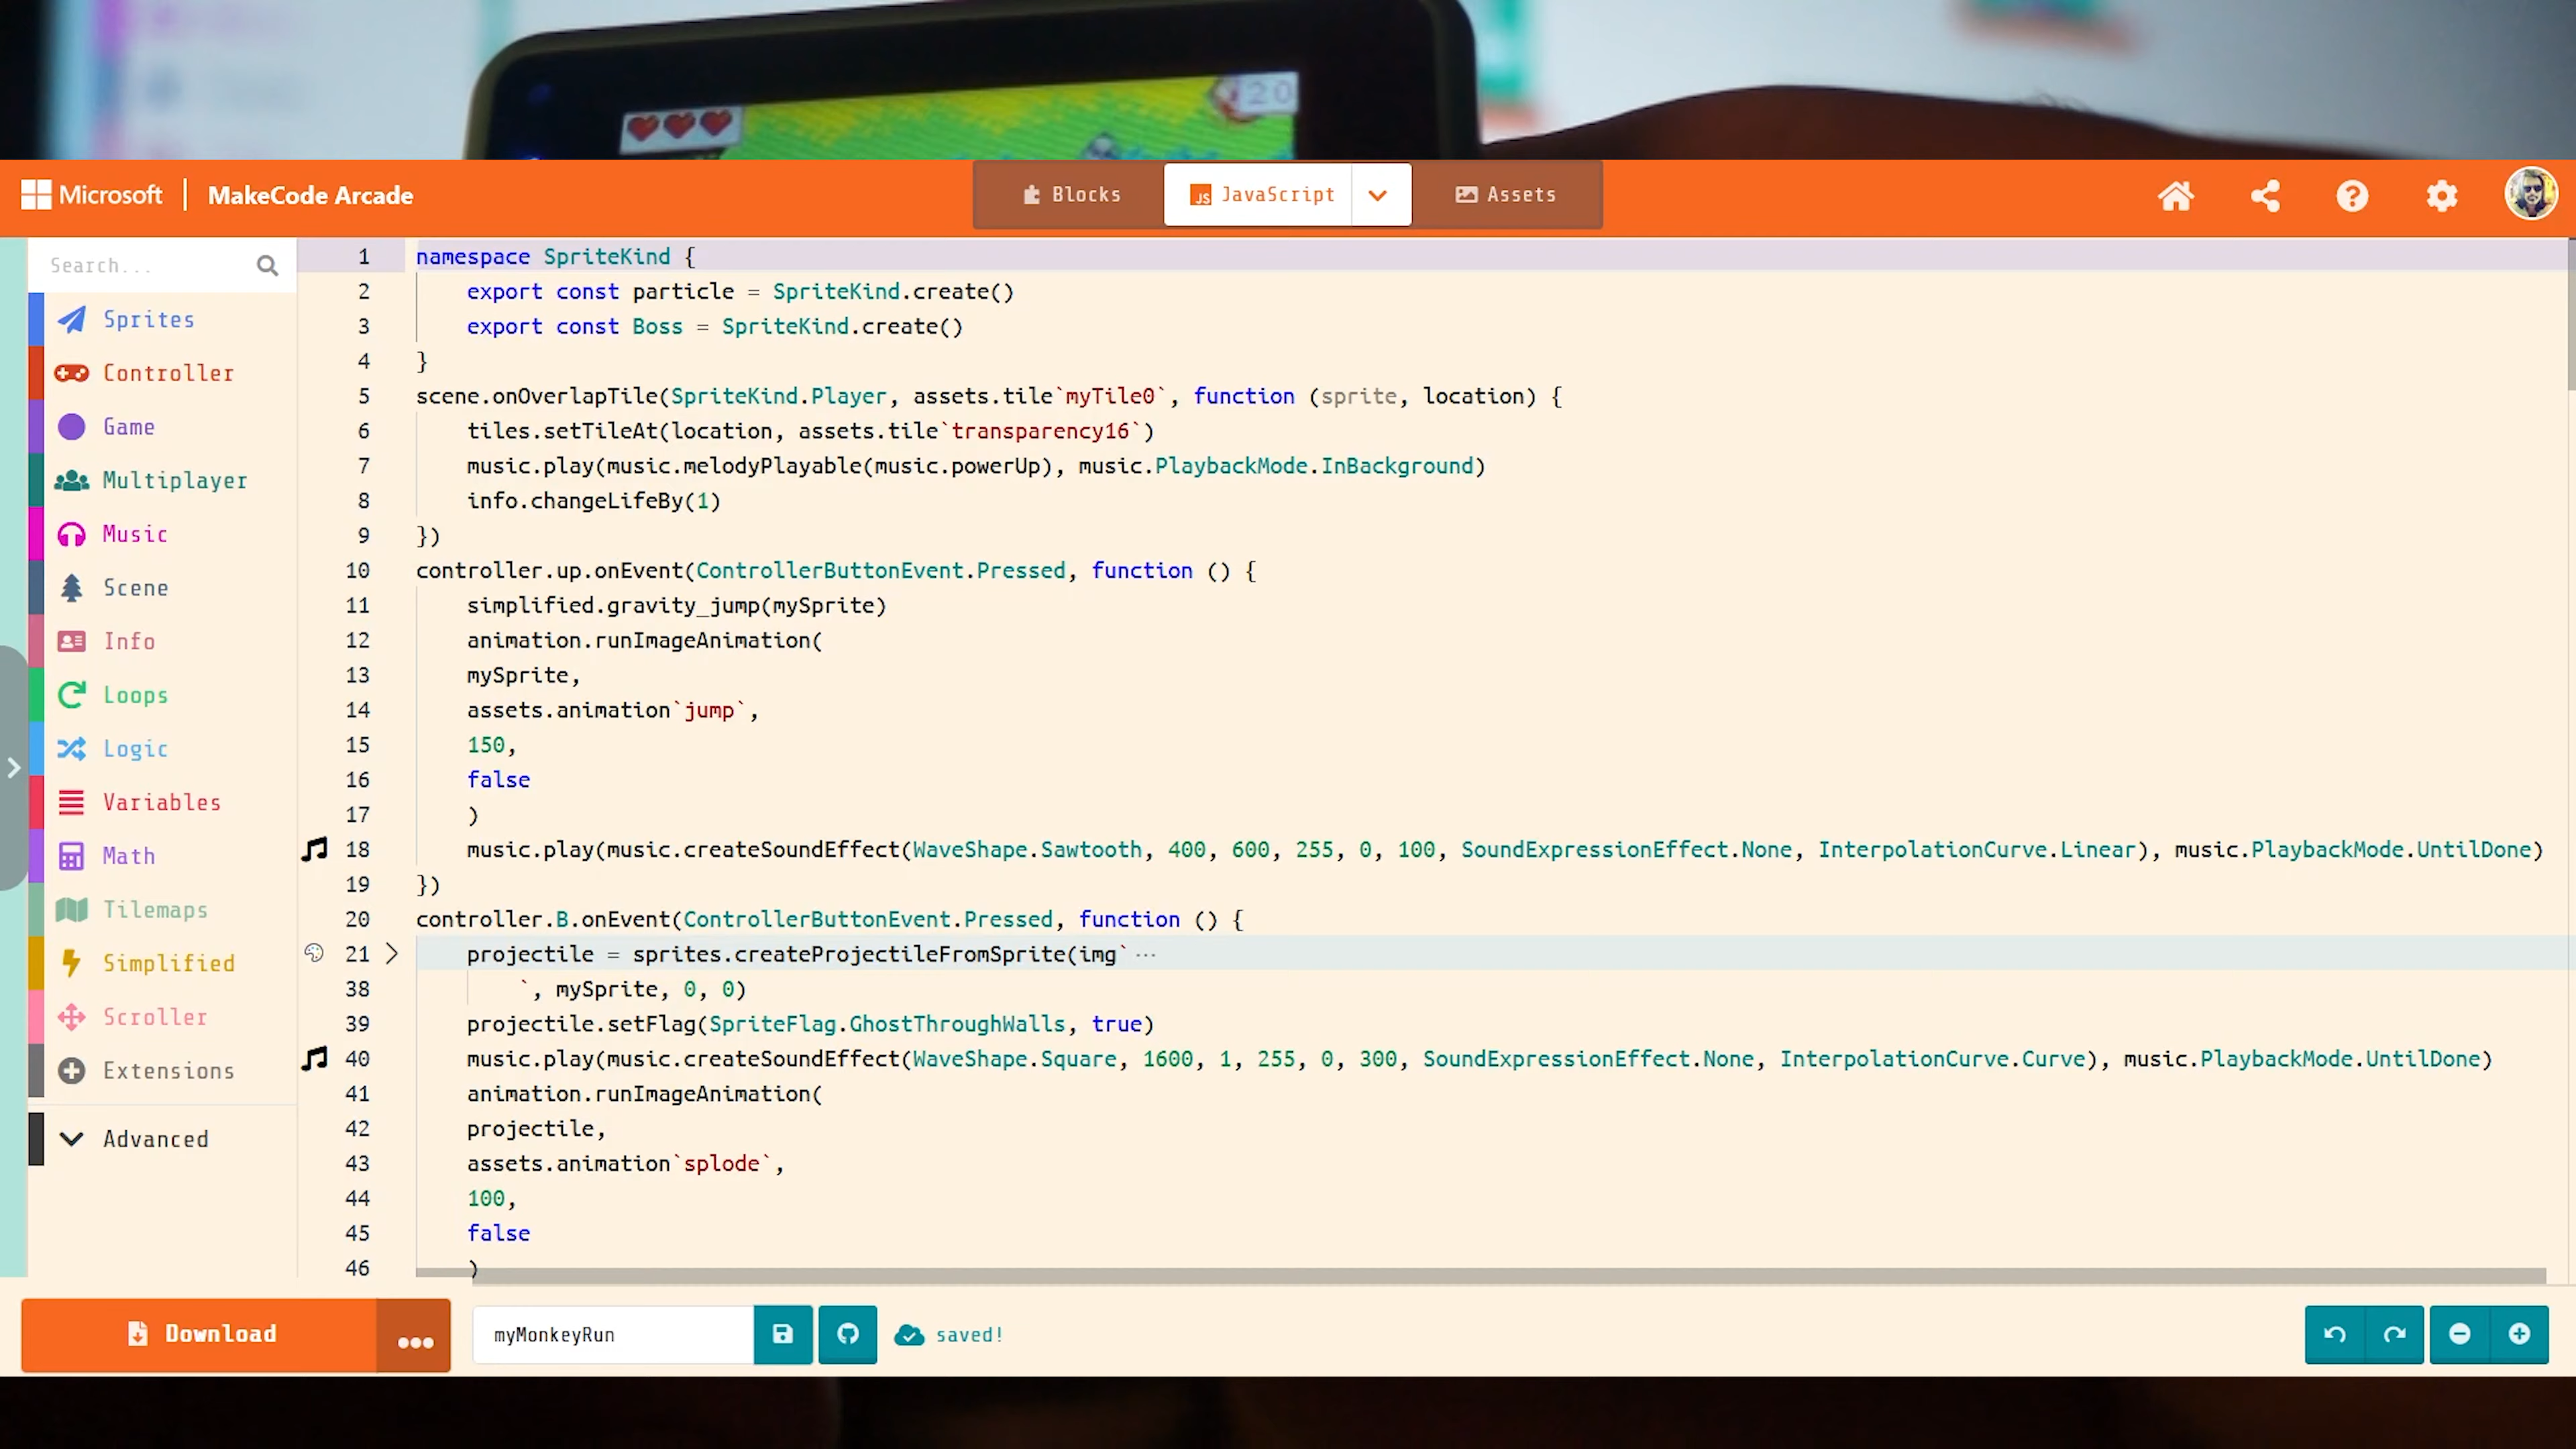 20
Microsoft | MakeCode Arcade
Blocks
JavaScript
Assets
Search...
Sprites
Controller
Game
Multiplayer
Music
Scene
Info
Loops
Logic
Variables
Math
Tilemaps
Simplified
Scroller
Extensions
Advanced
1 namespace SpriteKind {
2 export const particle = SpriteKind.create()
3 export const Boss = SpriteKind.create()
4 }
5 scene.onOverlapTile(SpriteKind.Player, assets.tile`myTile0`, function (sprite, location) {
6 tiles.setTileAt(location, assets.tile`transparency16`)
7 music.play(music.melodyPlayable(music.powerUp), music.PlaybackMode.InBackground)
8 info.changeLifeBy(1)
9 })
10 controller.up.onEvent(ControllerButtonEvent.Pressed, function () {
11 simplified.gravity_jump(mySprite)
12 animation.runImageAnimation(
13 mySprite,
14 assets.animation`jump`,
15 150,
16 false
17 )
18 music.play(music.createSoundEffect(WaveShape.Sawtooth, 400, 600, 255, 0, 100, SoundExpressionEffect.None, InterpolationCurve.Linear), music.PlaybackMode.UntilDone)
19 })
20 controller.B.onEvent(ControllerButtonEvent.Pressed, function () {
21 projectile = sprites.createProjectileFromSprite(img` ···
38 `, mySprite, 0, 0)
39 projectile.setFlag(SpriteFlag.GhostThroughWalls, true)
40 music.play(music.createSoundEffect(WaveShape.Square, 1600, 1, 255, 0, 300, SoundExpressionEffect.None, InterpolationCurve.Curve), music.PlaybackMode.UntilDone)
41 animation.runImageAnimation(
42 projectile,
43 assets.animation`splode`,
44 100,
45 false
46 )
Download
myMonkeyRun
saved!